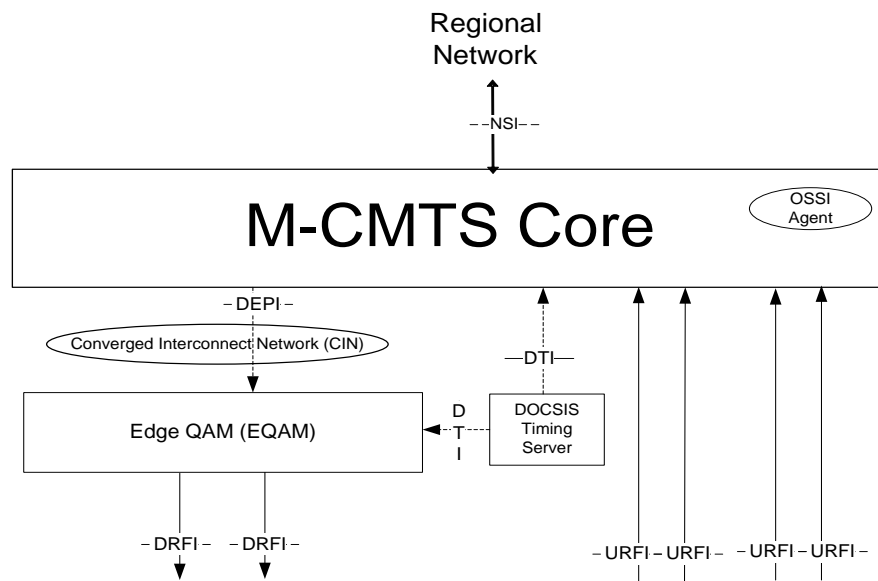 Regional
Network
NSI
M-CMTS Core
OSSI
Agent
DEPI
Converged Interconnect Network (CIN)
DTI
Edge QAM (EQAM)
D
T
I
DOCSIS
Timing
Server
DRFI
DRFI
URFI
URFI
URFI
URFI